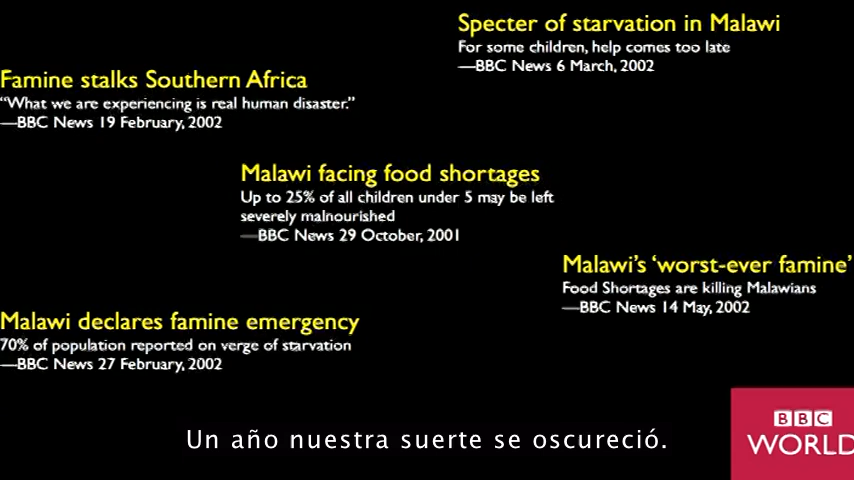 Specter of starvation in Malawi
For some children, help comes too late
—BBC News 6 March, 2002
Famine stalks Southern Africa
“What we are experiencing is real human disaster.”
—BBC News 19 February, 2002
Malawi facing food shortages
Up to 25% of all children under 5 may be left
severely malnourished
—BBC News 29 October, 2001
Malawi’s ‘worst-ever famine’
Food Shortages are killing Malawians
—BBC News 14 May, 2002
Malawi declares famine emergency
70% of population reported on verge of starvation
—BBC News 27 February, 2002
BBC
WORLD
Un año nuestra suerte se oscureció.